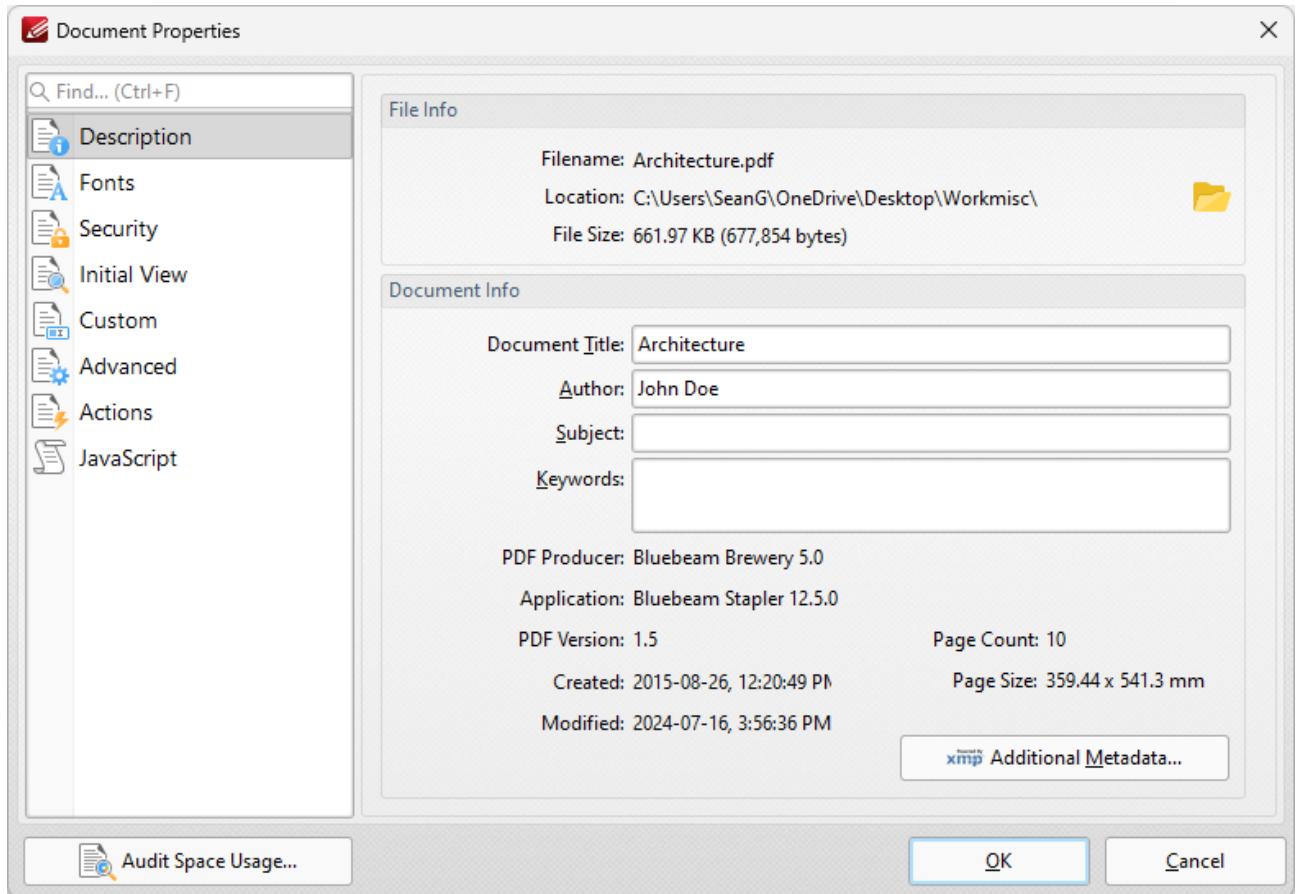 Document Properties
Find... (Ctrl+F)
Description
Fonts
Security
Initial View
Custom
Advanced
Actions
JavaScript
File Info
Filename: Architecture.pdf
Location: C:\Users\SeanG\OneDrive\Desktop\Workmisc\
File Size: 661.97 KB (677,854 bytes)
Document Info
Document Title: Architecture
Author: John Doe
Subject:
Keywords:
PDF Producer: Bluebeam Brewery 5.0
Application: Bluebeam Stapler 12.5.0
PDF Version: 1.5 Page Count: 10
Created: 2015-08-26, 12:20:49 PM Page Size: 359.44 x 541.3 mm
Modified: 2024-07-16, 3:56:36 PM
xmp Additional Metadata...
Audit Space Usage... OK Cancel